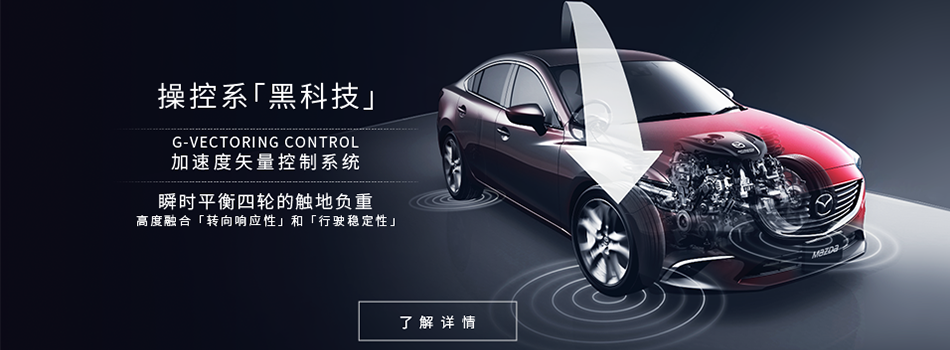 操控系「黑科技」
G-VECTORING CONTROL
加速度矢量控制系统
瞬时平衡四轮的触地负重
高度融合「转向响应性」和「行驶稳定性」
了解详情
MAZDA